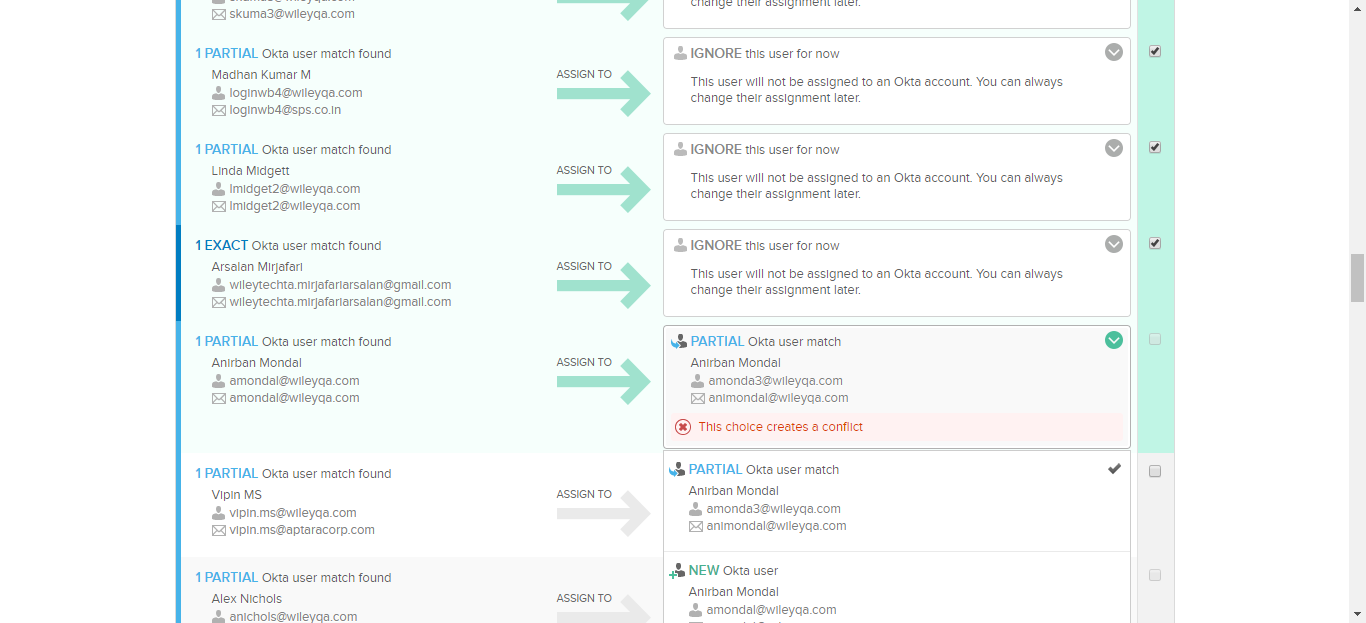 skuma3@wileyqa.com
change their assignment later.
1 PARTIAL Okta user match found
Madhan Kumar M
loginwb4@wileyqa.com
loginwb4@sps.co.in
ASSIGN TO
IGNORE this user for now
This user will not be assigned to an Okta account. You can always
change their assignment later.
1 PARTIAL Okta user match found
Linda Midgett
lmidget2@wileyqa.com
lmidget2@wileyqa.com
ASSIGN TO
IGNORE this user for now
This user will not be assigned to an Okta account. You can always
change their assignment later.
1 EXACT Okta user match found
Arsalan Mirjafari
wileytechta.mirjafariarsalan@gmail.com
wileytechta.mirjafariarsalan@gmail.com
ASSIGN TO
IGNORE this user for now
This user will not be assigned to an Okta account. You can always
change their assignment later.
1 PARTIAL Okta user match found
Anirban Mondal
amondal@wileyqa.com
amondal@wileyqa.com
ASSIGN TO
PARTIAL Okta user match
Anirban Mondal
amonda3@wileyqa.com
animondal@wileyqa.com
This choice creates a conflict
1 PARTIAL Okta user match found
Vipin MS
vipin.ms@wileyqa.com
vipin.ms@aptaracorp.com
ASSIGN TO
PARTIAL Okta user match
Anirban Mondal
amonda3@wileyqa.com
animondal@wileyqa.com
1 PARTIAL Okta user match found
Alex Nichols
anichols@wileyqa.com
ASSIGN TO
NEW Okta user
Anirban Mondal
amondal@wileyqa.com